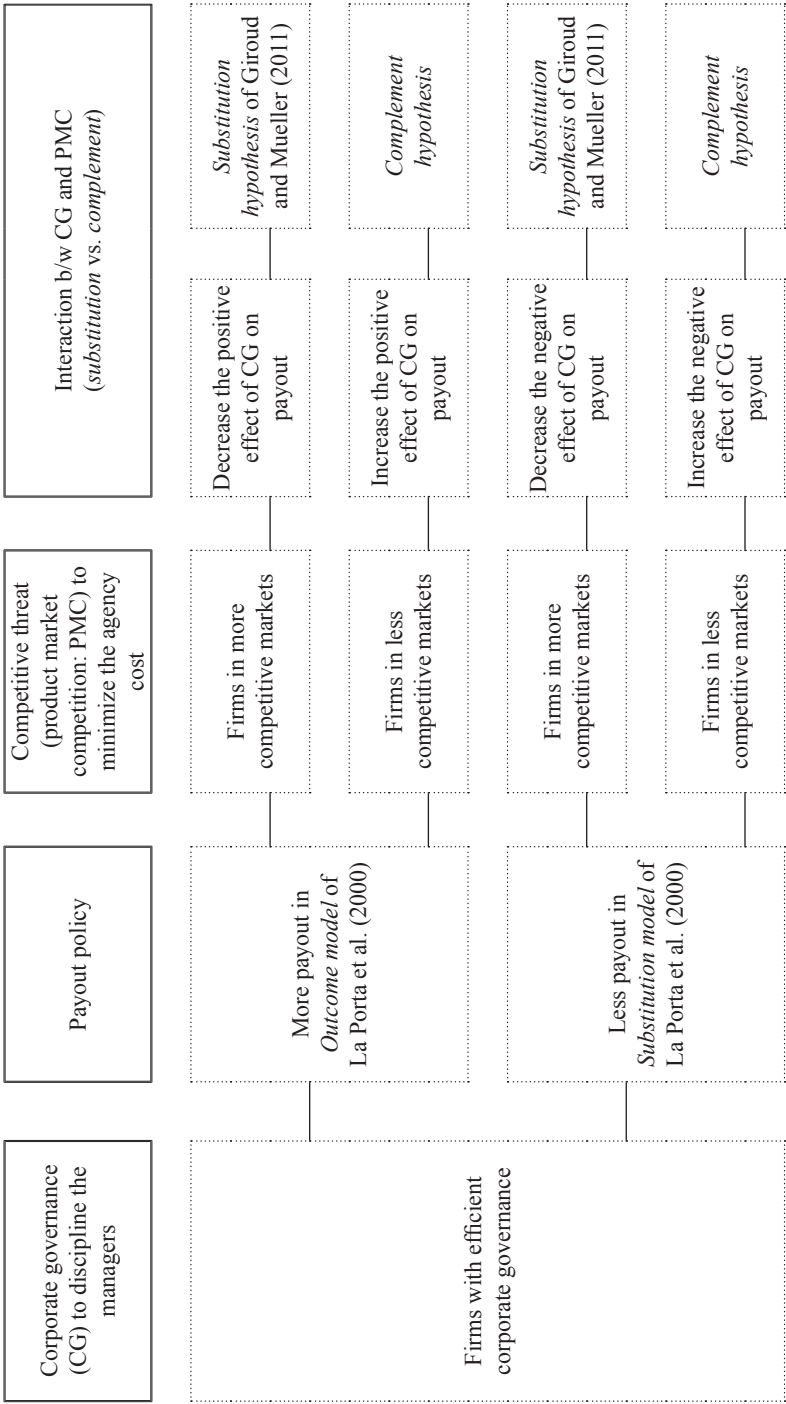 Corporate governance
(CG) to discipline the
managers
Payout policy
Competitive threat
(product market
competition: PMC) to
minimize the agency
cost
Interaction b/w CG and PMC
(substitution vs. complement)
Firms with efficient
corporate governance
More payout in
Outcome model of
La Porta et al. (2000)
Firms in more
competitive markets
Decrease the positive
effect of CG on
payout
Substitution
hypothesis of Giroud
and Mueller (2011)
Firms in less
competitive markets
Increase the positive
effect of CG on
payout
Complement
hypothesis
Less payout in
Substitution model of
La Porta et al. (2000)
Firms in more
competitive markets
Decrease the negative
effect of CG on
payout
Substitution
hypothesis of Giroud
and Mueller (2011)
Firms in less
competitive markets
Increase the negative
effect of CG on
payout
Complement
hypothesis